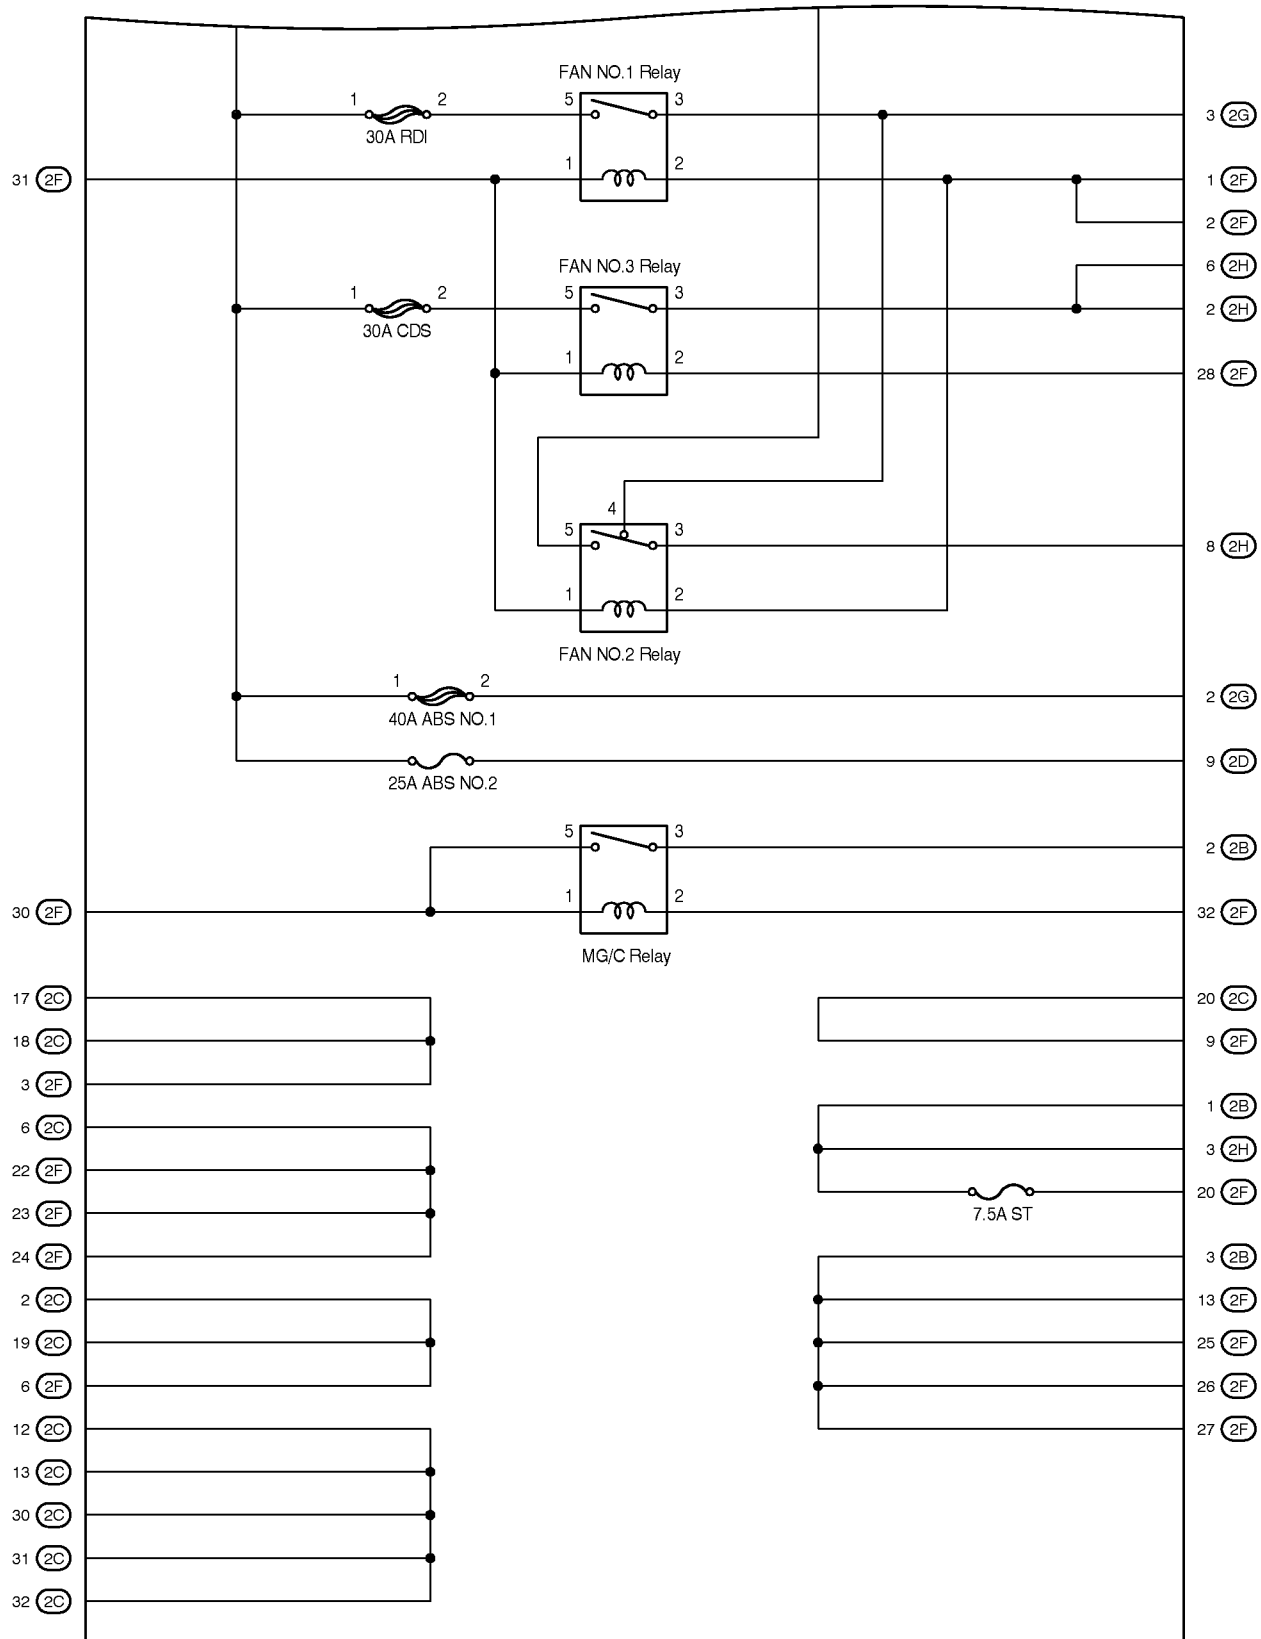 FAN NO.1 Relay
1 2 5 3 3 2G
30A RDI
31 2F 1 2 1 2F
2 2F
FAN NO.3 Relay 6 2H
1 2 5 3 2 2H
30A CDS
1 2 28 2F
4
5 3 8 2H
1 2
FAN NO.2 Relay
1 2 2 2G
40A ABS NO.1
9 2D
25A ABS NO.2
5 3 2 2B
30 2F 1 2 32 2F
MG/C Relay
17 2C 20 2C
18 2C 9 2F
3 2F
1 2B
6 2C
3 2H
22 2F
20 2F
23 2F 7.5A ST
24 2F 3 2B
2 2C 13 2F
19 2C 25 2F
6 2F 26 2F
12 2C 27 2F
13 2C
30 2C
31 2C
32 2C